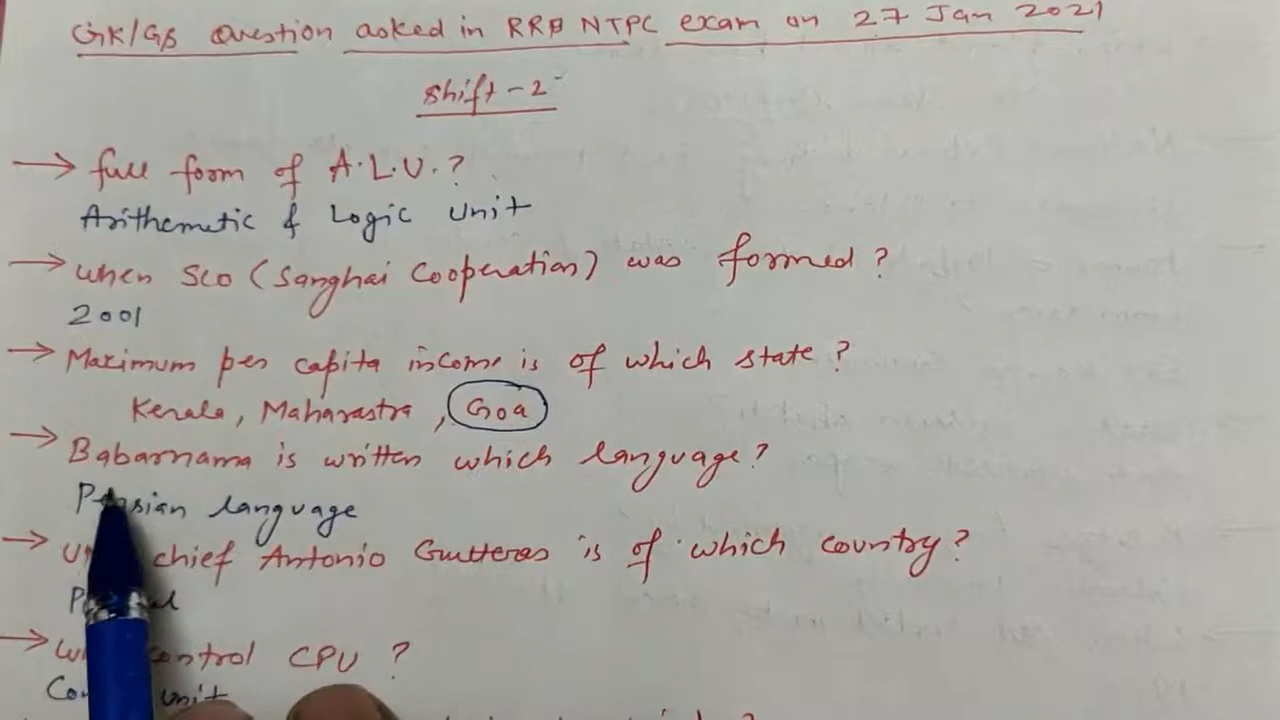 GK/GS Question asked in RRB NTPC exam on 27 Jan 2021
Shift-2
→ full form of A.L.U.?
Arithemetic & Logic Unit
→ when SCO (Sanghai Cooperation) was formed?
2001
→ Maximum per capita income is of which state?
Kerala, Maharastra, Goa
→ Babarnama is written which language?
Persian language
→ chief Antonio Gutteres is of which country?
→ control CPU?
unit